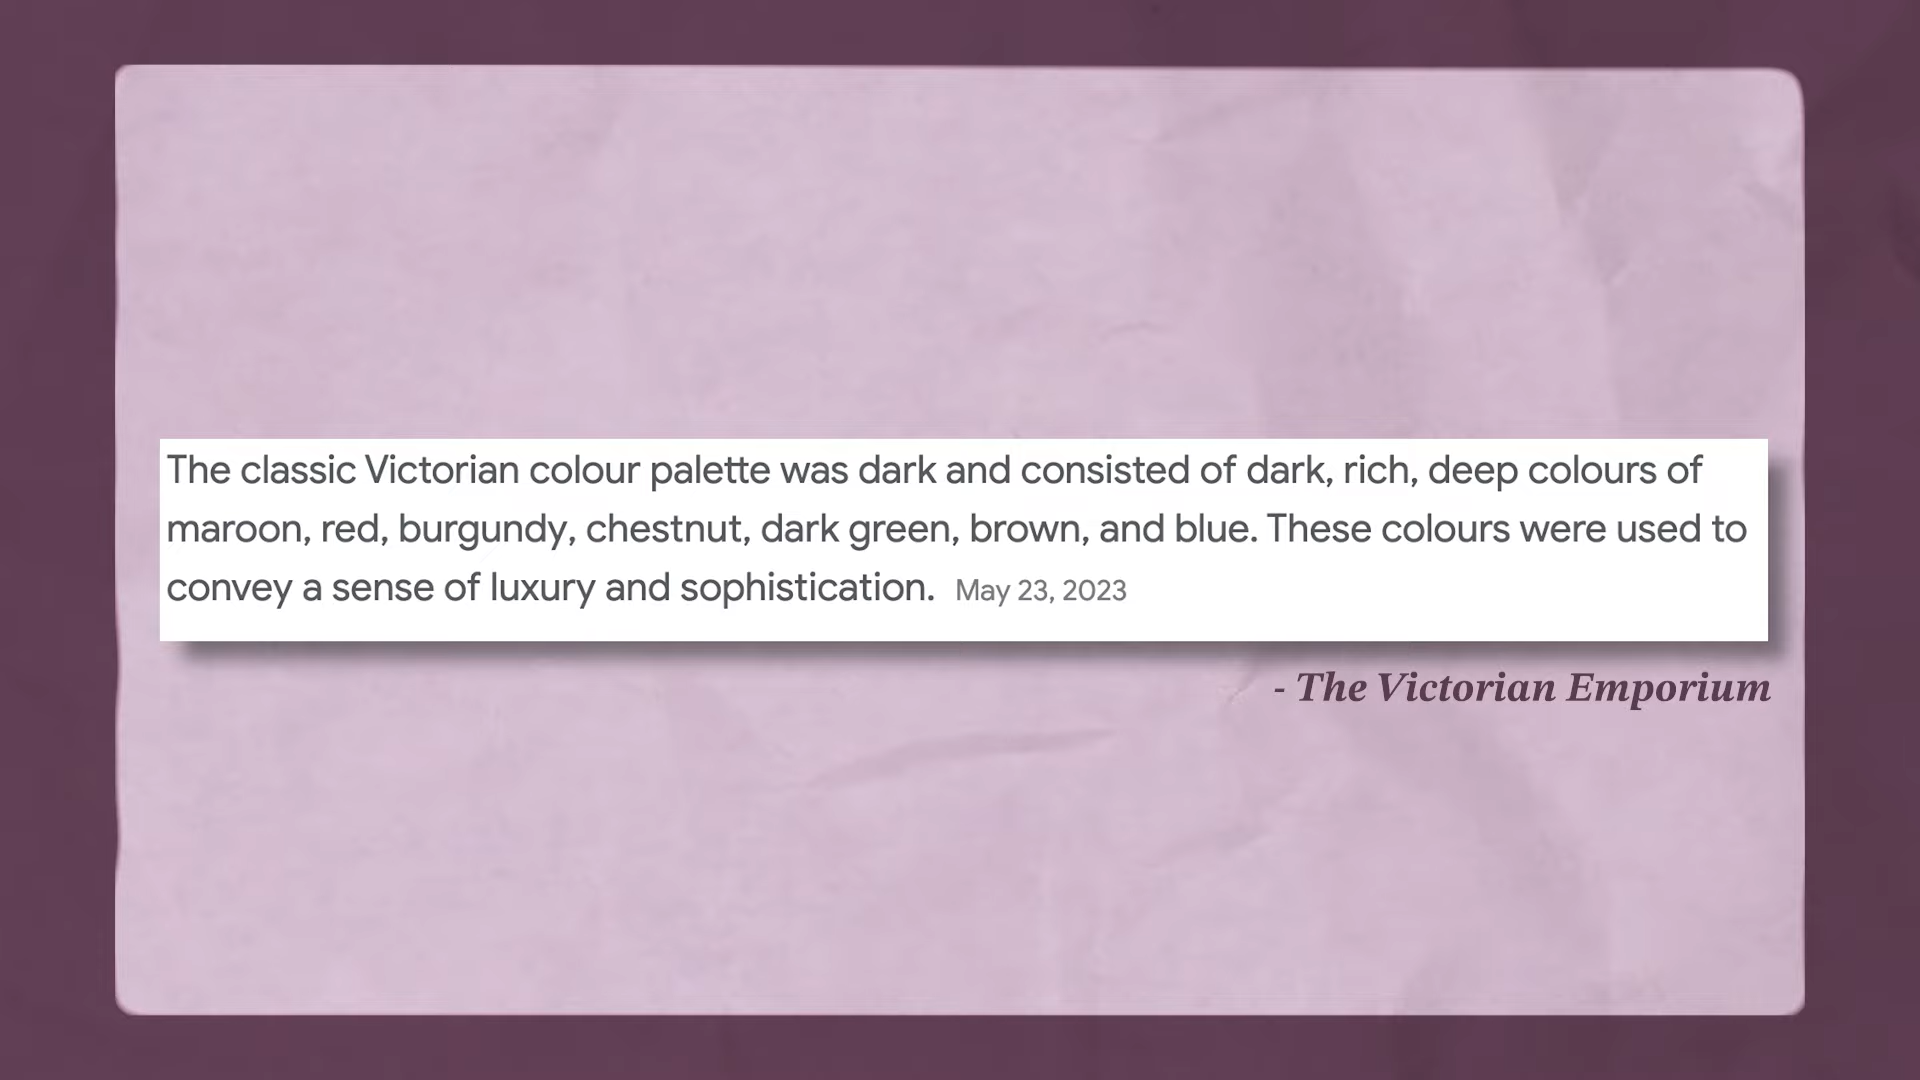 The classic Victorian colour palette was dark and consisted of dark, rich, deep colours of
maroon, red, burgundy, chestnut, dark green, brown, and blue. These colours were used to
convey a sense of luxury and sophistication. May 23, 2023
- The Victorian Emporium